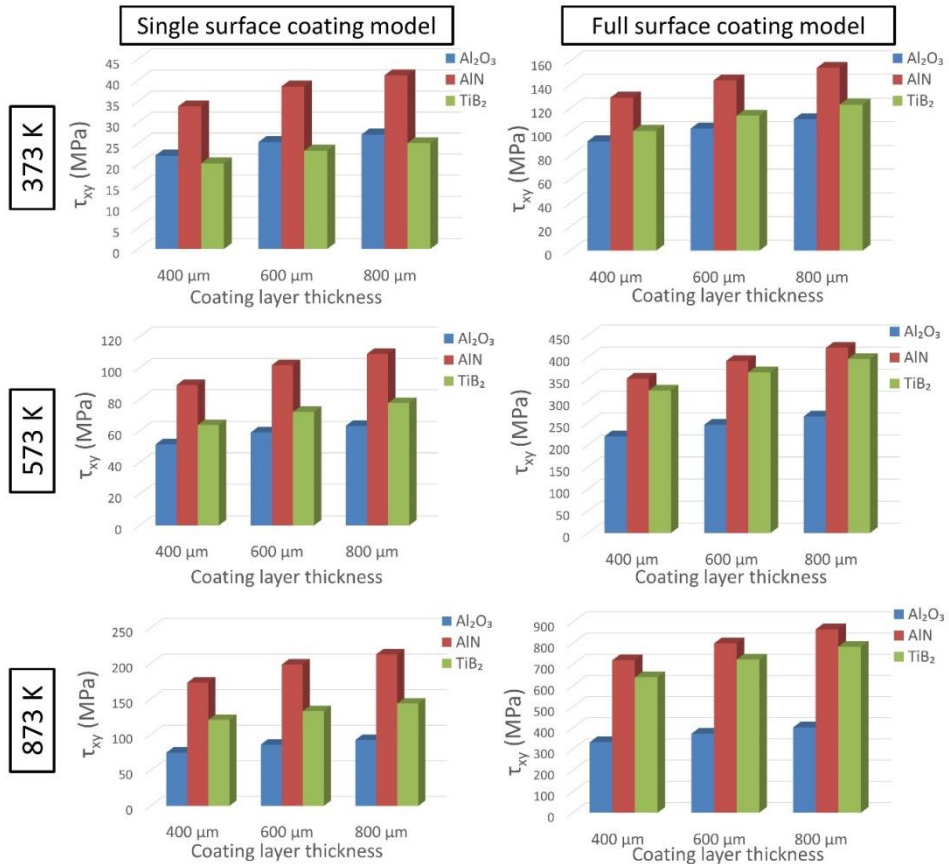 Single surface coating model
Full surface coating model
373 K
τxy (MPa)
45
40
35
30
25
20
15
10
5
0
400 µm
600 µm
800 µm
Coating layer thickness
Al₂O₃
AlN
TiB₂
τxy (MPa)
160
140
120
100
80
60
40
20
0
400 µm
600 µm
800 µm
Coating layer thickness
Al₂O₃
AlN
TiB₂
573 K
τxy (MPa)
120
100
80
60
40
20
0
400 µm
600 µm
800 µm
Coating layer thickness
Al₂O₃
AlN
TiB₂
τxy (MPa)
450
400
350
300
250
200
150
100
50
0
400 µm
600 µm
800 µm
Coating layer thickness
Al₂O₃
AlN
TiB₂
873 K
τxy (MPa)
250
200
150
100
50
0
400 µm
600 µm
800 µm
Coating layer thickness
Al₂O₃
AlN
TiB₂
τxy (MPa)
900
800
700
600
500
400
300
200
100
0
400 µm
600 µm
800 µm
Coating layer thickness
Al₂O₃
AlN
TiB₂